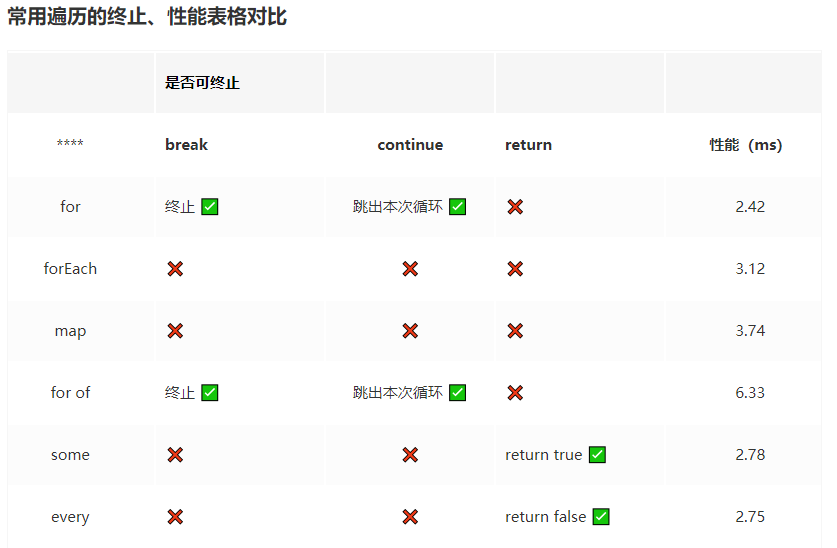 常用遍历的终止、性能表格对比
是否可终止
**** break continue return 性能（ms）
for 终止 ✅ 跳出本次循环 ✅ ❌ 2.42
forEach ❌ ❌ ❌ 3.12
map ❌ ❌ ❌ 3.74
for of 终止 ✅ 跳出本次循环 ✅ ❌ 6.33
some ❌ ❌ return true ✅ 2.78
every ❌ ❌ return false ✅ 2.75